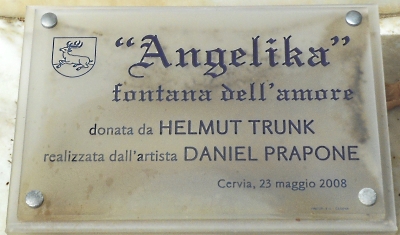 “Angelika”
fontana dell'amore
donata da HELMUT TRUNK
realizzata dall'artista DANIEL PRAPONE
Cervia, 23 maggio 2008